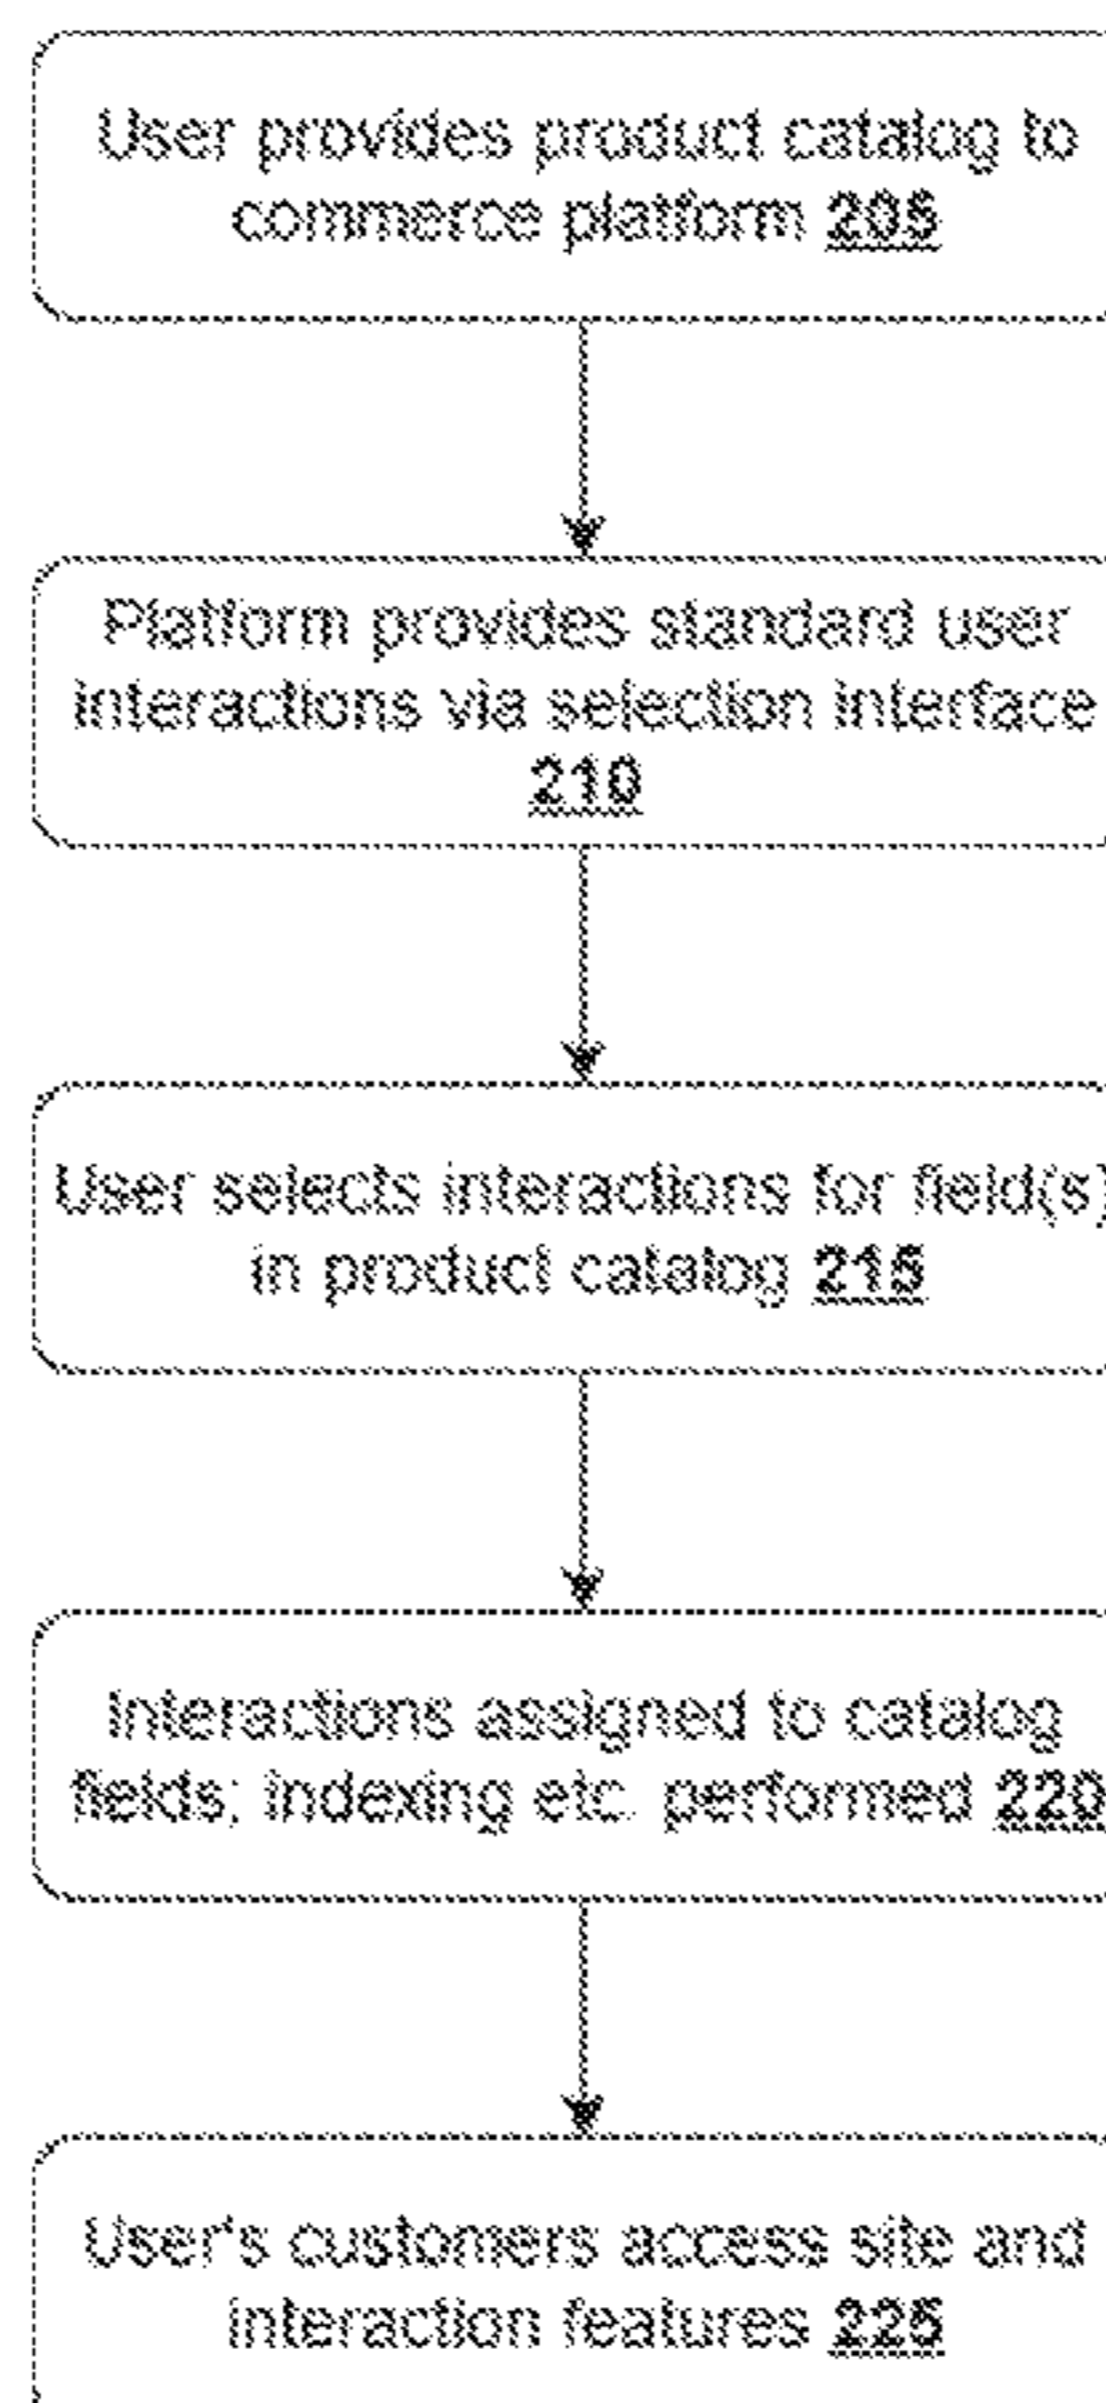 User provides product catalog to
commerce platform 205
Platform provides standard user
interactions via selection interface
210
User selects interactions for field(s)
in product catalog 215
Interactions assigned to catalog
fields; indexing etc. performed 220
User's customers access site and
interaction features 225